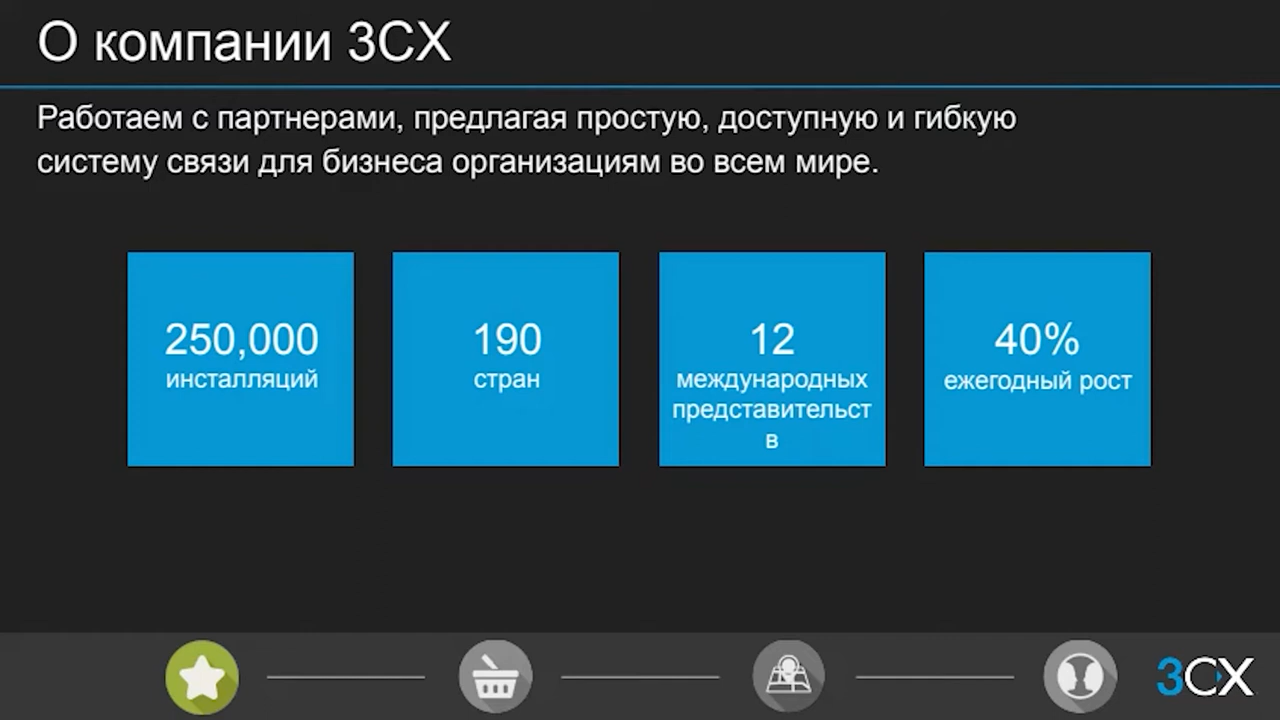 О компании 3CX
Работаем с партнерами, предлагая простую, доступную и гибкую
систему связи для бизнеса организациям во всем мире.
250,000
инсталляций
190
стран
12
международных
представительст
в
40%
ежегодный рост
3CX